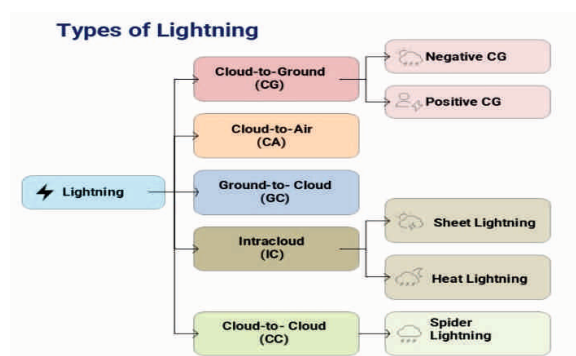 Types of Lightning
Cloud-to-Ground
(CG)
Negative CG
Positive CG
Cloud-to-Air
(CA)
Lightning
Ground-to- Cloud
(GC)
Intracloud
(IC)
Sheet Lightning
Heat Lightning
Cloud-to- Cloud
(CC)
Spider
Lightning